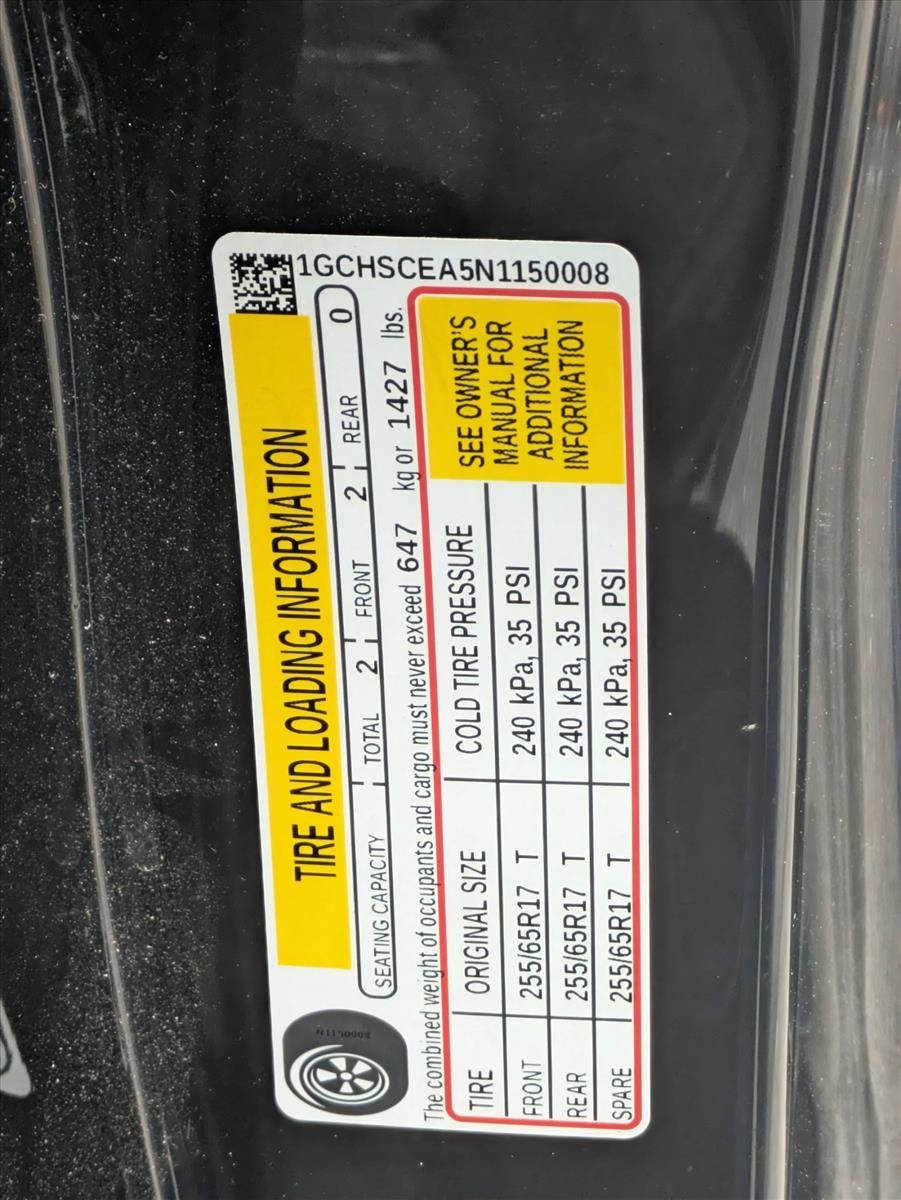 1GCHSCEA5N1150008
TIRE AND LOADING INFORMATION
SEATING CAPACITY TOTAL 2 FRONT 2 REAR 0
The combined weight of occupants and cargo must never exceed 647 kg or 1427 lbs.
TIRE ORIGINAL SIZE COLD TIRE PRESSURE
FRONT 255/65R17 T 240 kPa, 35 PSI
REAR 255/65R17 T 240 kPa, 35 PSI
SPARE 255/65R17 T 240 kPa, 35 PSI
SEE OWNER'S
MANUAL FOR
ADDITIONAL
INFORMATION